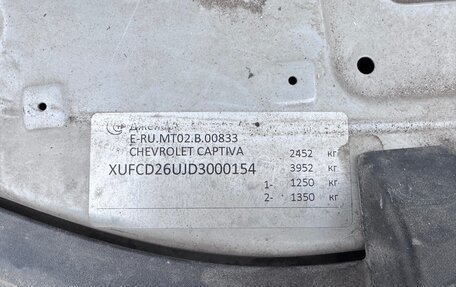 E-RU.MT02.B.00833
CHEVROLET CAPTIVA 2452 кг
XUFCD26UJD3000154 3952 кг
1- 1250 кг
2- 1350 кг